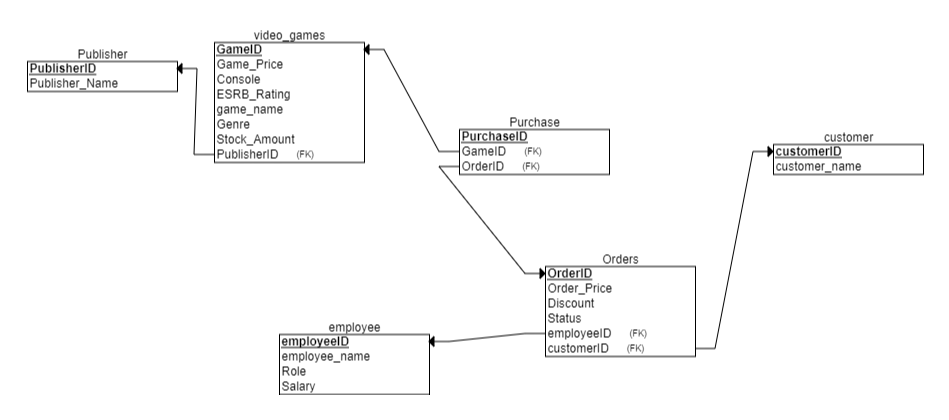 Publisher
PublisherID
Publisher_Name
video_games
GameID
Game_Price
Console
ESRB_Rating
game_name
Genre
Stock_Amount
PublisherID (FK)
Purchase
PurchaseID
GameID (FK)
OrderID (FK)
customer
customerID
customer_name
Orders
OrderID
Order_Price
Discount
Status
employeeID (FK)
customerID (FK)
employee
employeeID
employee_name
Role
Salary